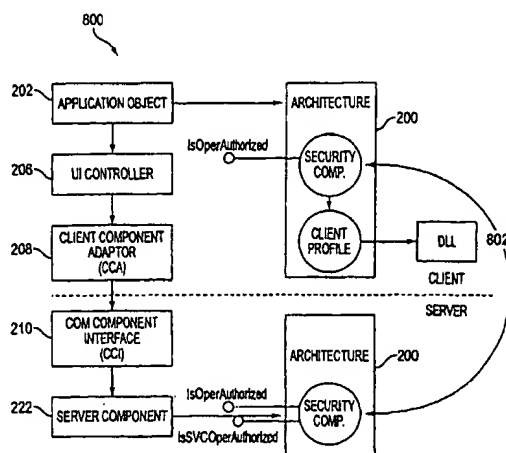 800
202
APPLICATION OBJECT
ARCHITECTURE
200
IsOperAuthorized
SECURITY
COMP.
208
UI CONTROLLER
CLIENT
PROFILE
DLL
802
CLIENT
208
CLIENT COMPONENT
ADAPTOR
(CCA)
SERVER
210
COM COMPONENT
INTERFACE
(CCI)
ARCHITECTURE
200
IsOperAuthorized
SECURITY
COMP.
222
SERVER COMPONENT
IsSVCOperAuthorized